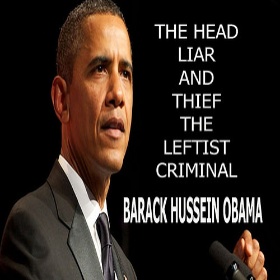 THE HEAD
LIAR
AND
THIEF
THE
LEFTIST
CRIMINAL
BARACK HUSSEIN OBAMA